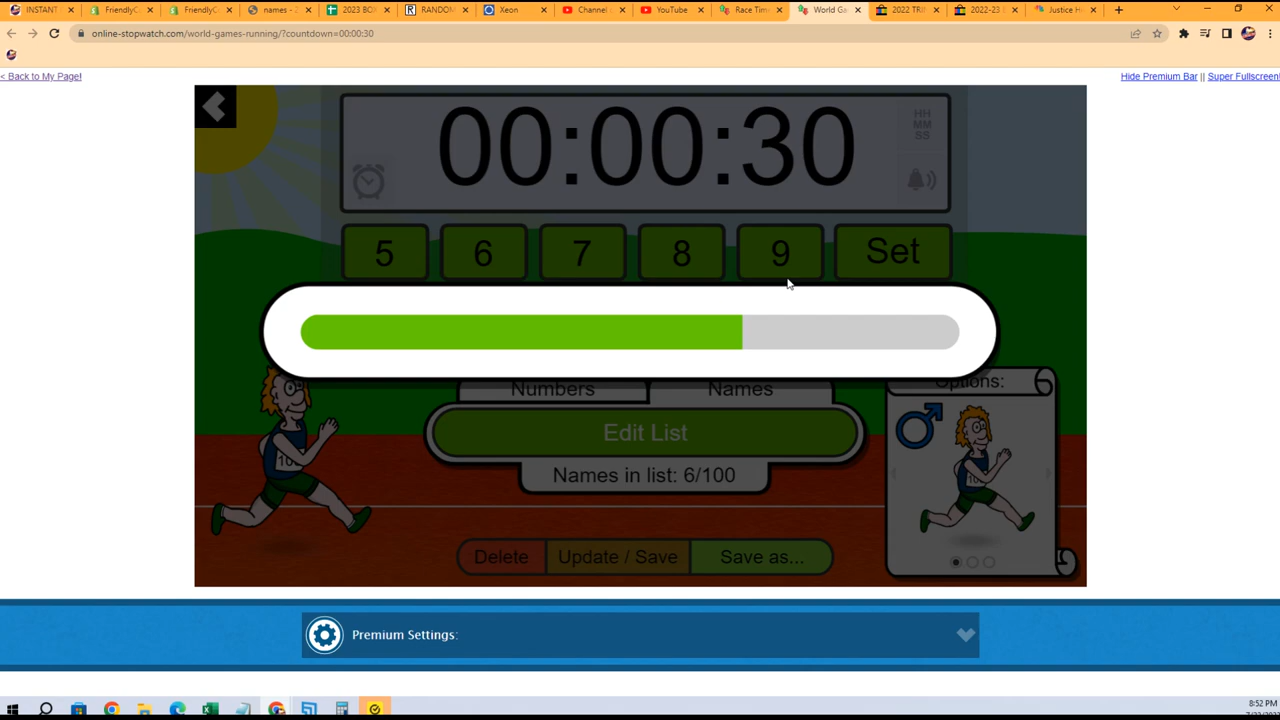 INSTANT
FriendlyC
FriendlyC
names - 
2023 BO
RANDOM
Xeon
Channel
YouTube
Race Tim
World Ga
2022 TRI
2022-23
Justice H
online-stopwatch.com/world-games-running/?countdown=00:00:30
< Back to My Page!
Hide Premium Bar || Super Fullscreen!
00:00:30
HH
MM
SS
5 6 7 8 9 Set
Numbers Names
Options:
Edit List
Names in list: 6/100
Delete Update / Save Save as...
Premium Settings:
8:52 PM